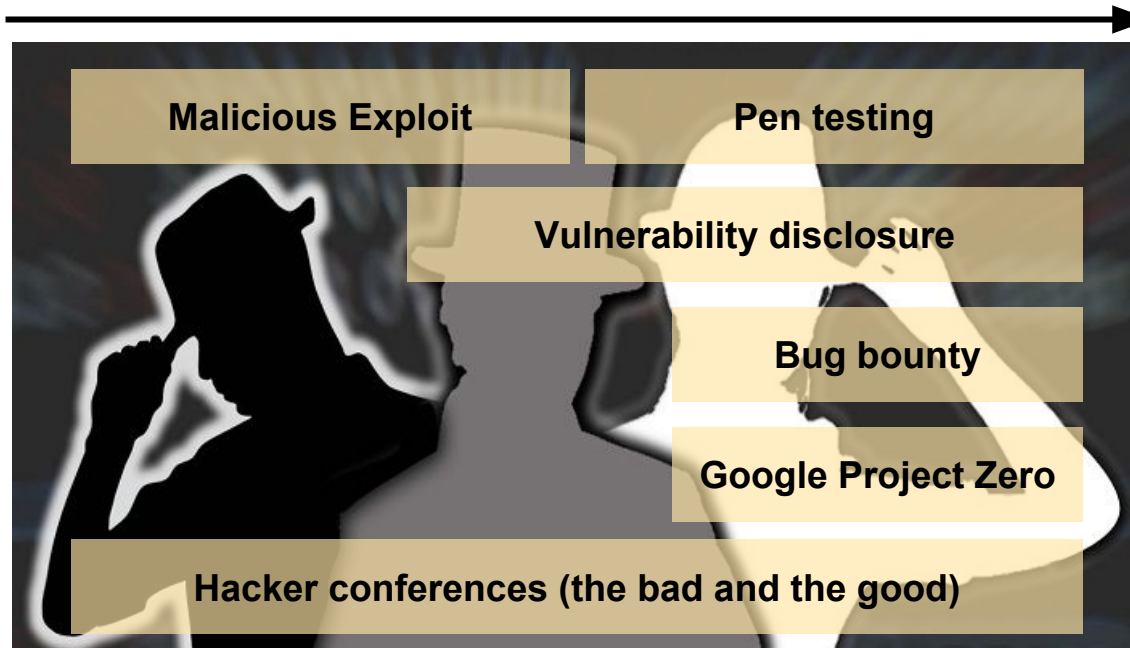 Malicious Exploit
Pen testing
Vulnerability disclosure
Bug bounty
Google Project Zero
Hacker conferences (the bad and the good)